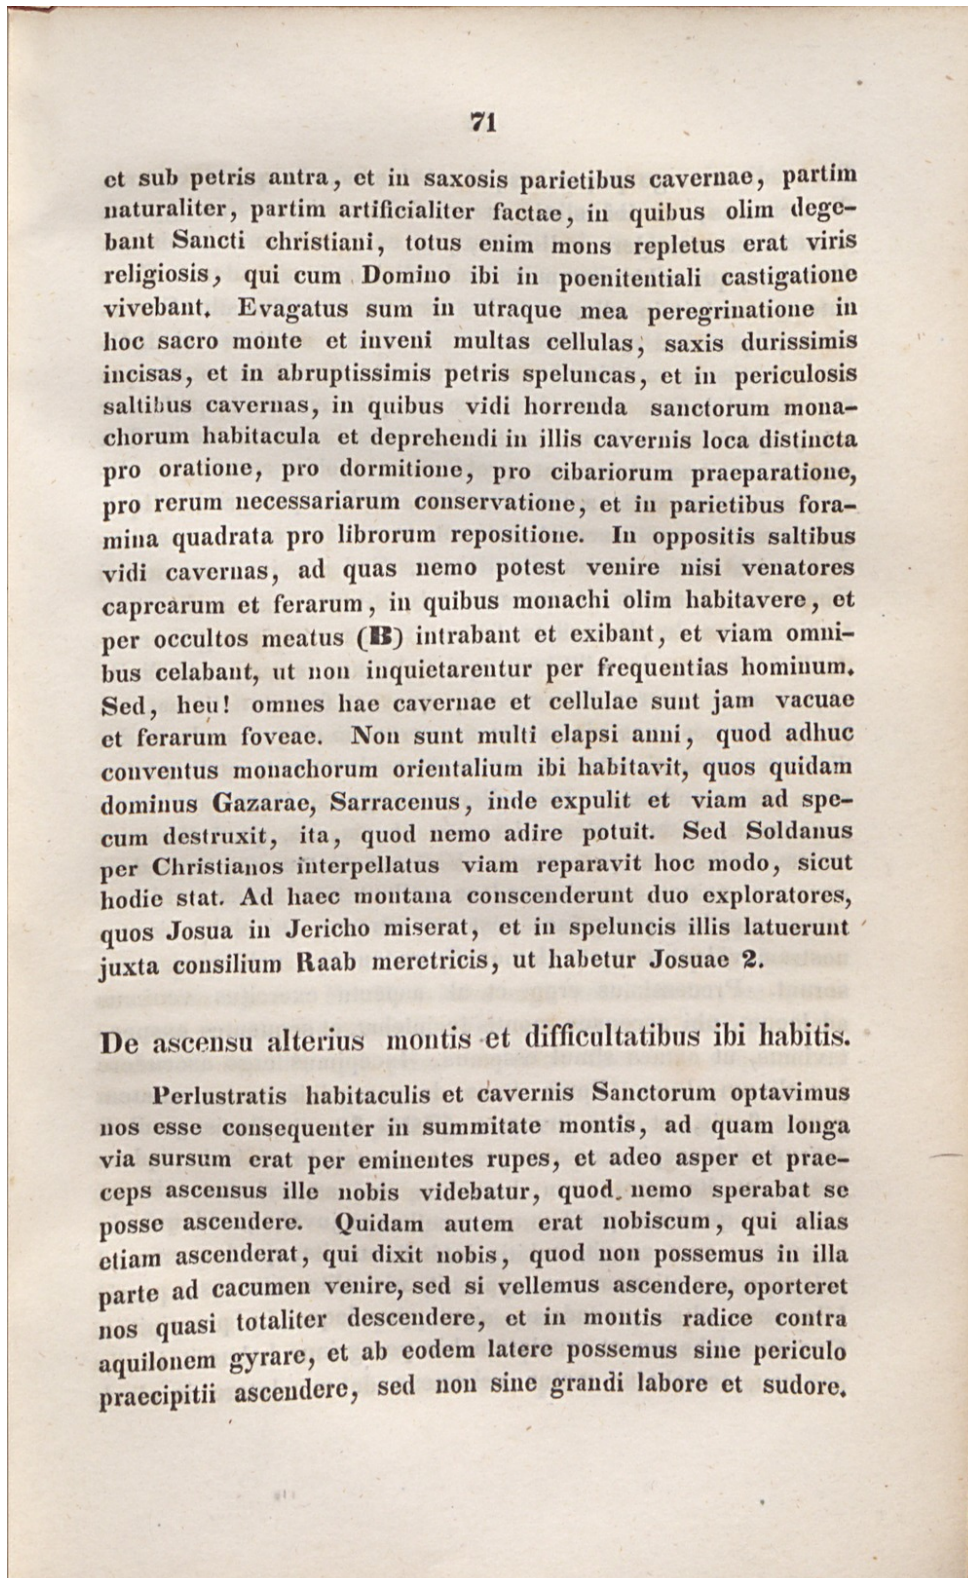 71
et sub petris antra, et in saxosis parietibus cavernae, partim
naturaliter, partim artificialiter factae, in quibus olim dege-
bant Sancti christiani, totus enim mons repletus erat viris
religiosis, qui cum Domino ibi in poenitentiali castigatione
vivebant. Evagatus sum in utraque mea peregrinatione in
hoc sacro monte et inveni multas cellulas, saxis durissimis
incisas, et in abruptissimis petris speluncas, et in periculosis
saltibus cavernas, in quibus vidi horrenda sanctorum mona-
chorum habitacula et deprehendi in illis cavernis loca distincta
pro oratione, pro dormitione, pro cibariorum praeparatione,
pro rerum necessariarum conservatione, et in parietibus fora-
mina quadrata pro librorum repositione. In oppositis saltibus
vidi cavernas, ad quas nemo potest venire nisi venatores
caprearum et ferarum, in quibus monachi olim habitavere, et
per occultos meatus (B) intrabant et exibant, et viam omni-
bus celabant, ut non inquietarentur per frequentias hominum.
Sed, heu! omnes hae cavernae et cellulae sunt jam vacuae
et ferarum foveae. Non sunt multi elapsi anni, quod adhuc
conventus monachorum orientalium ibi habitavit, quos quidam
dominus Gazarae, Sarracenus, inde expulit et viam ad spe-
cum destruxit, ita, quod nemo adire potuit. Sed Soldanus
per Christianos interpellatus viam reparavit hoc modo, sicut
hodie stat. Ad haec montana conscenderunt duo exploratores,
quos Josua in Jericho miserat, et in speluncis illis latuerunt
juxta consilium Raab meretricis, ut habetur Josuae 2.
De ascensu alterius montis et difficultatibus ibi habitis.
Perlustratis habitaculis et cavernis Sanctorum optavimus
nos esse consequenter in summitate montis, ad quam longa
via sursum erat per eminentes rupes, et adeo asper et prae-
ceps ascensus ille nobis videbatur, quod nemo sperabat se
posse ascendere. Quidam autem erat nobiscum, qui alias
etiam ascenderat, qui dixit nobis, quod non possemus in illa
parte ad cacumen venire, sed si vellemus ascendere, oporteret
nos quasi totaliter descendere, et in montis radice contra
aquilonem gyrare, et ab eodem latere possemus sine periculo
praecipitii ascendere, sed non sine grandi labore et sudore.